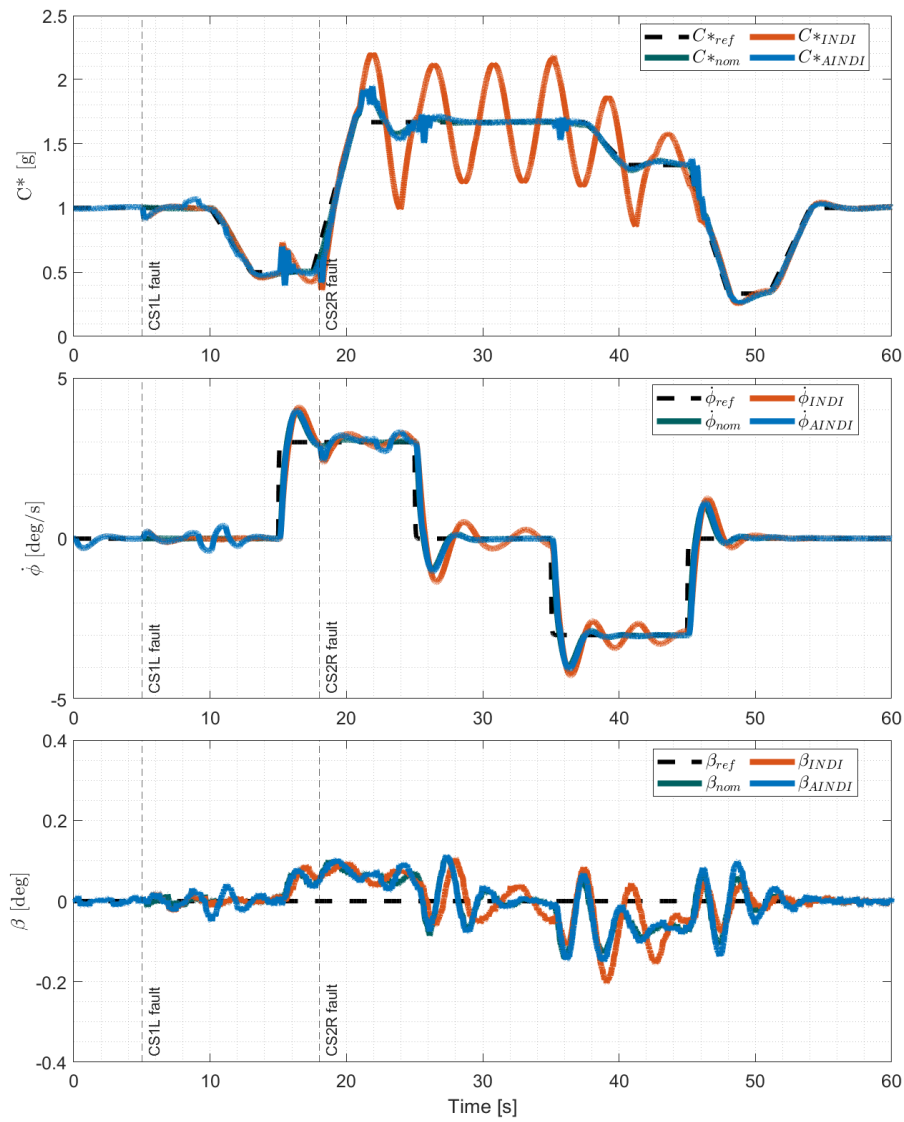 2.5
2
1.5
1
0.5
0
C* [g]
C*ref C*INDI
C*nom C*AINDI
CS1L fault
CS2R fault
0 10 20 30 40 50 60
5
0
-5
ϕ̇ [deg/s]
ϕ̇ref ϕ̇INDI
ϕ̇nom ϕ̇AINDI
CS1L fault
CS2R fault
0 10 20 30 40 50 60
0.4
0.2
0
-0.2
-0.4
β [deg]
βref βINDI
βnom βAINDI
CS1L fault
CS2R fault
0 10 20 30 40 50 60
Time [s]